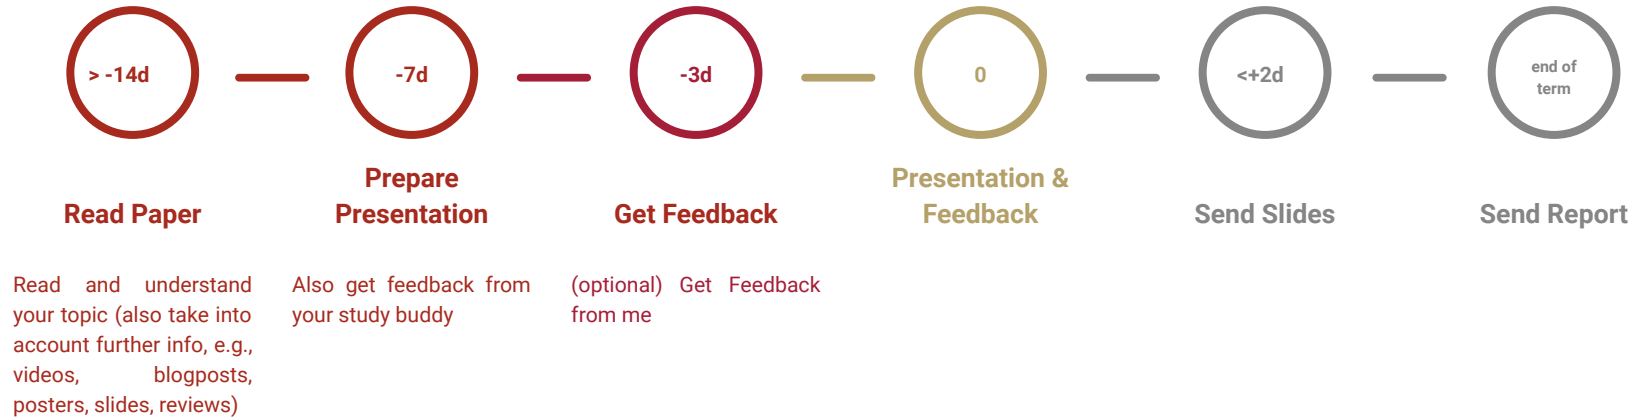 > -14d
-7d
-3d
0
<+2d
end of
term
Read Paper
Prepare
Presentation
Get Feedback
Presentation &
Feedback
Send Slides
Send Report
Read and understand
your topic (also take into
account further info, e.g.,
videos, blogposts,
posters, slides, reviews)
Also get feedback from
your study buddy
(optional) Get Feedback
from me